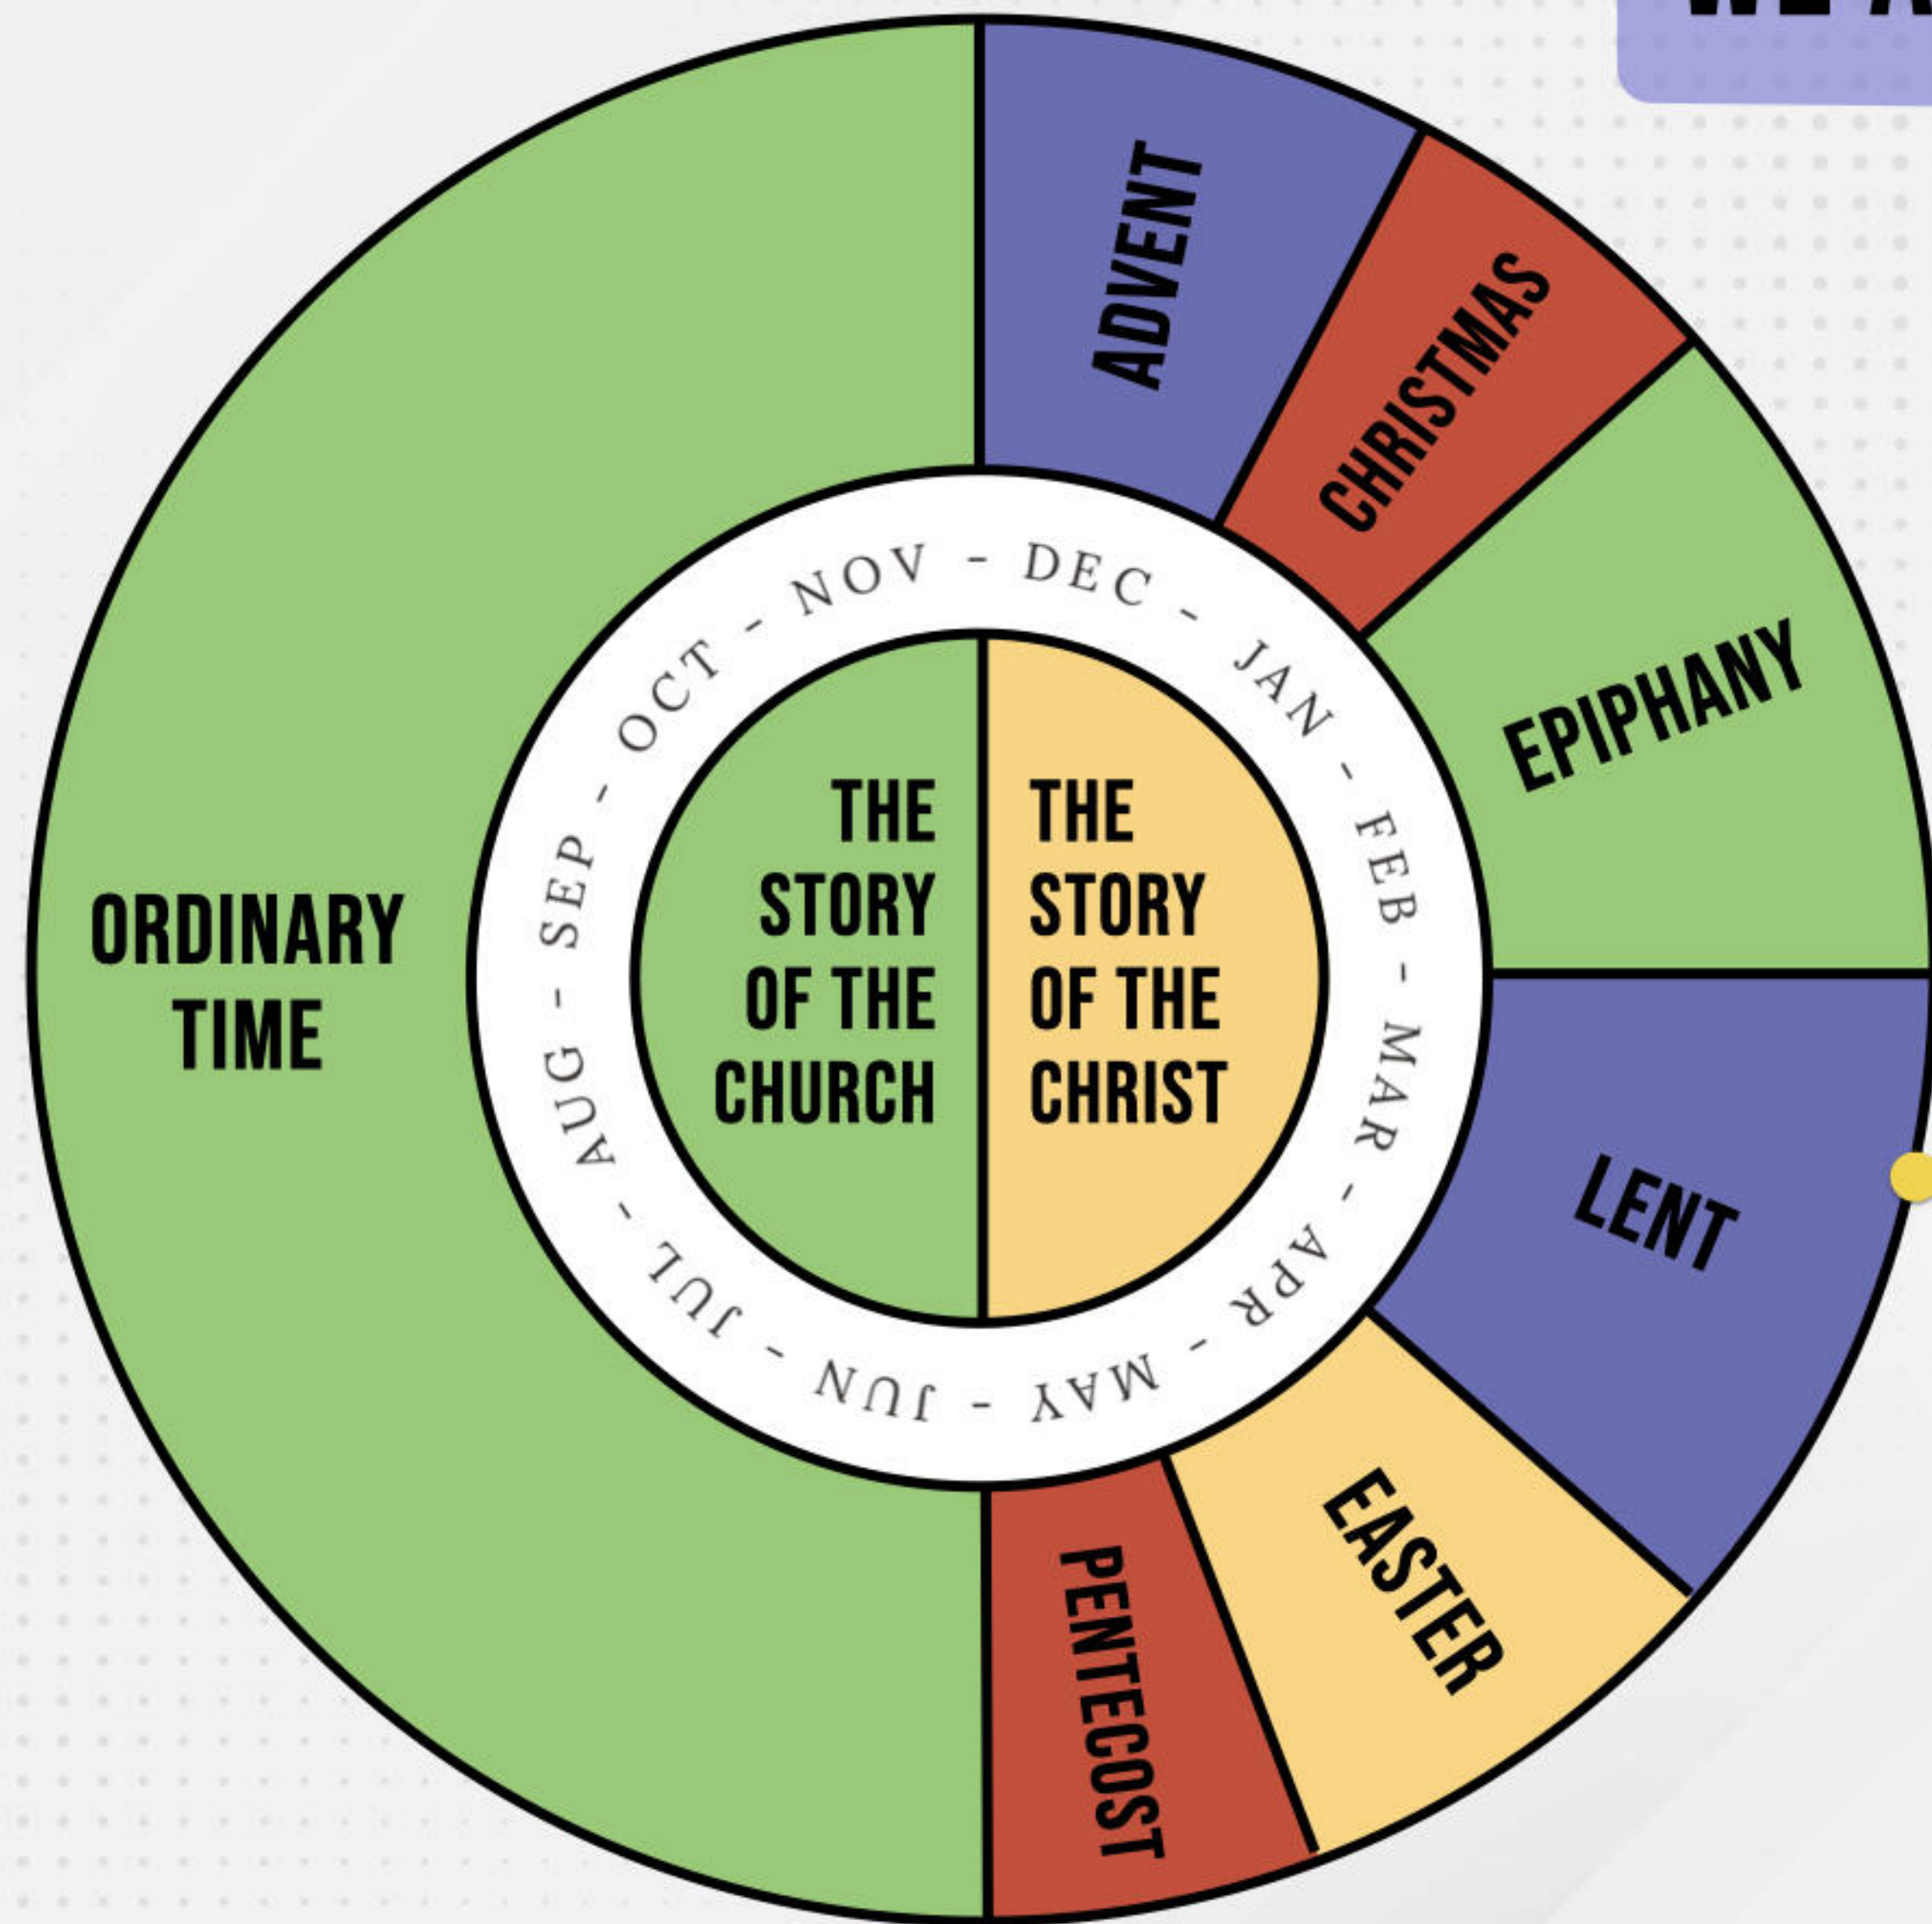 ADVENT
CHRISTMAS
EPIPHANY
LENT
EASTER
PENTECOST
ORDINARY
TIME
DEC - JAN - FEB - MAR - APR - MAY - JUN - JUL - AUG - SEP - OCT - NOV -
THE
STORY
OF THE
CHURCH
THE
STORY
OF THE
CHRIST